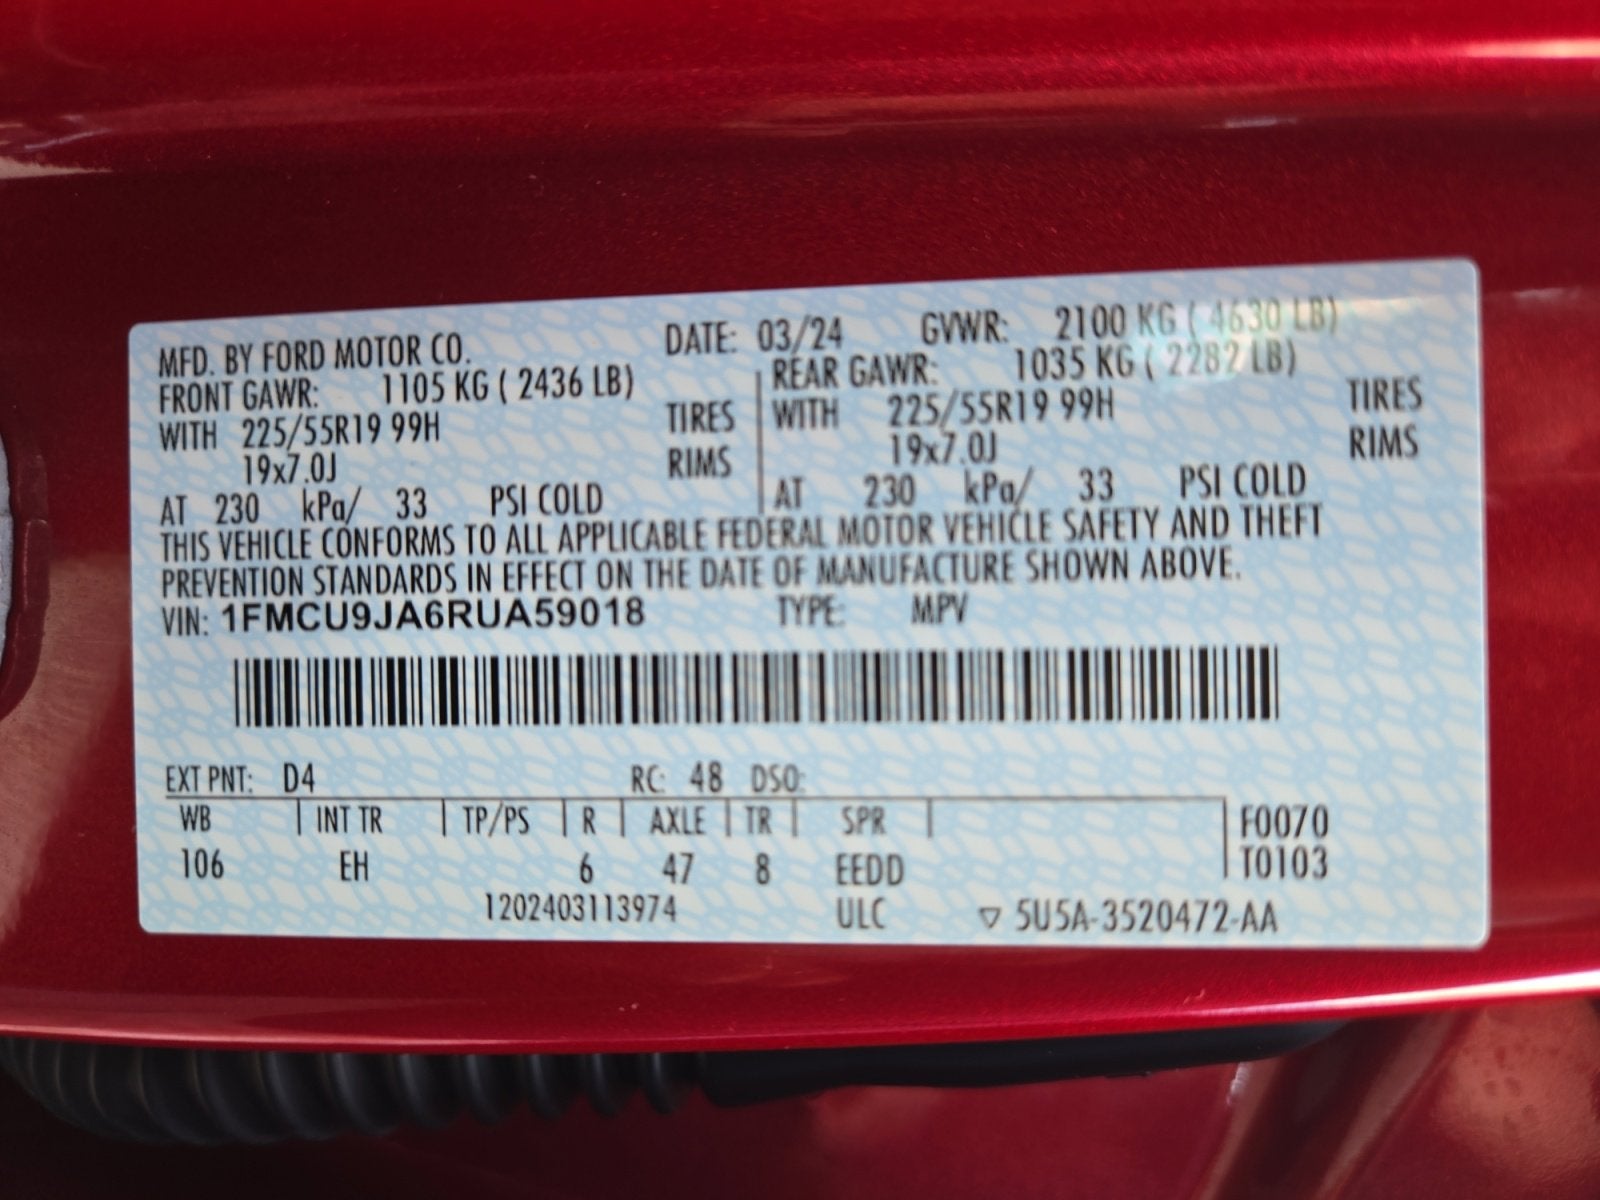 MFD. BY FORD MOTOR CO. DATE: 03/24 GVWR: 2100 KG ( 4630 LB)
FRONT GAWR: 1105 KG ( 2436 LB) REAR GAWR: 1035 KG ( 2282 LB)
WITH 225/55R19 99H TIRES WITH 225/55R19 99H TIRES
19x7.0J RIMS 19x7.0J RIMS
AT 230 kPa/ 33 PSI COLD AT 230 kPa/ 33 PSI COLD
THIS VEHICLE CONFORMS TO ALL APPLICABLE FEDERAL MOTOR VEHICLE SAFETY AND THEFT
PREVENTION STANDARDS IN EFFECT ON THE DATE OF MANUFACTURE SHOWN ABOVE.
VIN: 1FMCU9JA6RUA59018 TYPE: MPV
EXT PNT: D4 RC: 48 DSO:
WB | INT TR | TP/PS | R | AXLE | TR | SPR | F0070
106 EH 6 47 8 EEDD T0103
1202403113974 ULC ▽ 5U5A-3520472-AA